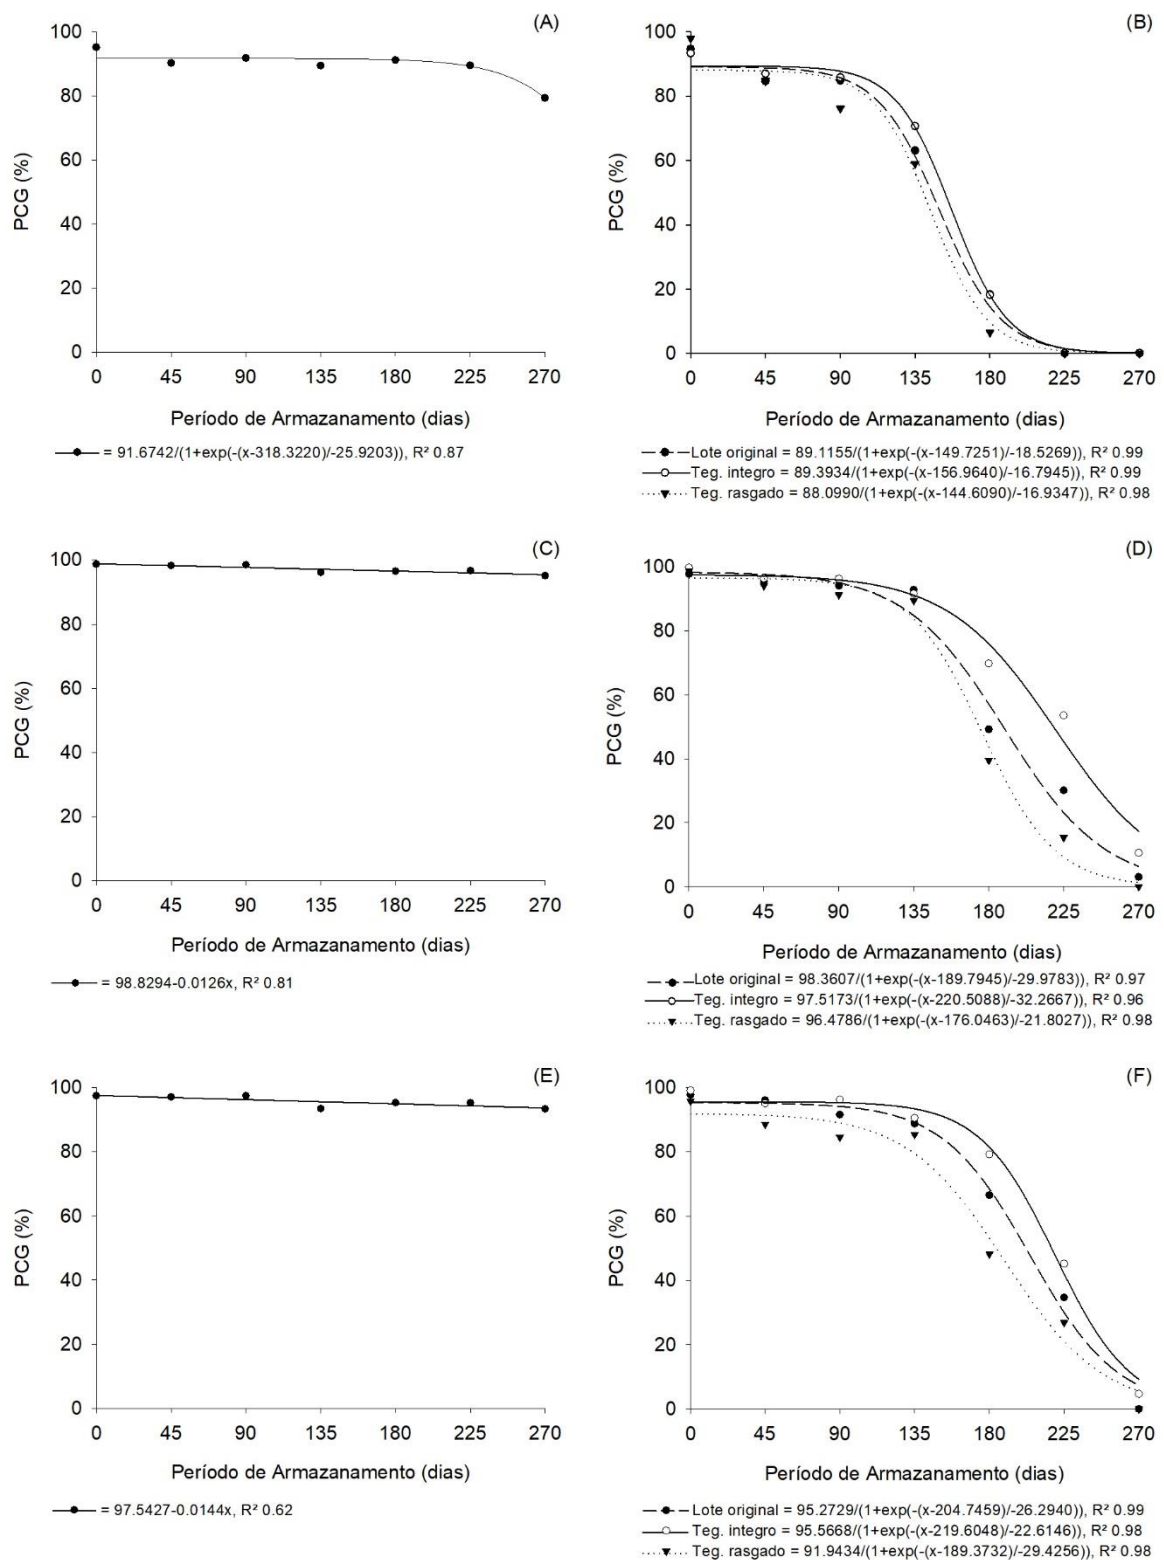 (A)
100
80
60
40
20
0
PCG (%)
0 45 90 135 180 225 270
Período de Armazanamento (dias)
= 91.6742/(1+exp(-(x-318.3220)/-25.9203)), R² 0.87
(B)
100
80
60
40
20
0
PCG (%)
0 45 90 135 180 225 270
Período de Armazanamento (dias)
Lote original = 89.1155/(1+exp(-(x-149.7251)/-18.5269)), R² 0.99
Teg. integro = 89.3934/(1+exp(-(x-156.9640)/-16.7945)), R² 0.99
Teg. rasgado = 88.0990/(1+exp(-(x-144.6090)/-16.9347)), R² 0.98
(C)
100
80
60
40
20
0
PCG (%)
0 45 90 135 180 225 270
Período de Armazanamento (dias)
= 98.8294-0.0126x, R² 0.81
(D)
100
80
60
40
20
0
PCG (%)
0 45 90 135 180 225 270
Período de Armazanamento (dias)
Lote original = 98.3607/(1+exp(-(x-189.7945)/-29.9783)), R² 0.97
Teg. integro = 97.5173/(1+exp(-(x-220.5088)/-32.2667)), R² 0.96
Teg. rasgado = 96.4786/(1+exp(-(x-176.0463)/-21.8027)), R² 0.98
(E)
100
80
60
40
20
0
PCG (%)
0 45 90 135 180 225 270
Período de Armazanamento (dias)
= 97.5427-0.0144x, R² 0.62
(F)
100
80
60
40
20
0
PCG (%)
0 45 90 135 180 225 270
Período de Armazanamento (dias)
Lote original = 95.2729/(1+exp(-(x-204.7459)/-26.2940)), R² 0.99
Teg. integro = 95.5668/(1+exp(-(x-219.6048)/-22.6146)), R² 0.98
Teg. rasgado = 91.9434/(1+exp(-(x-189.3732)/-29.4256)), R² 0.98